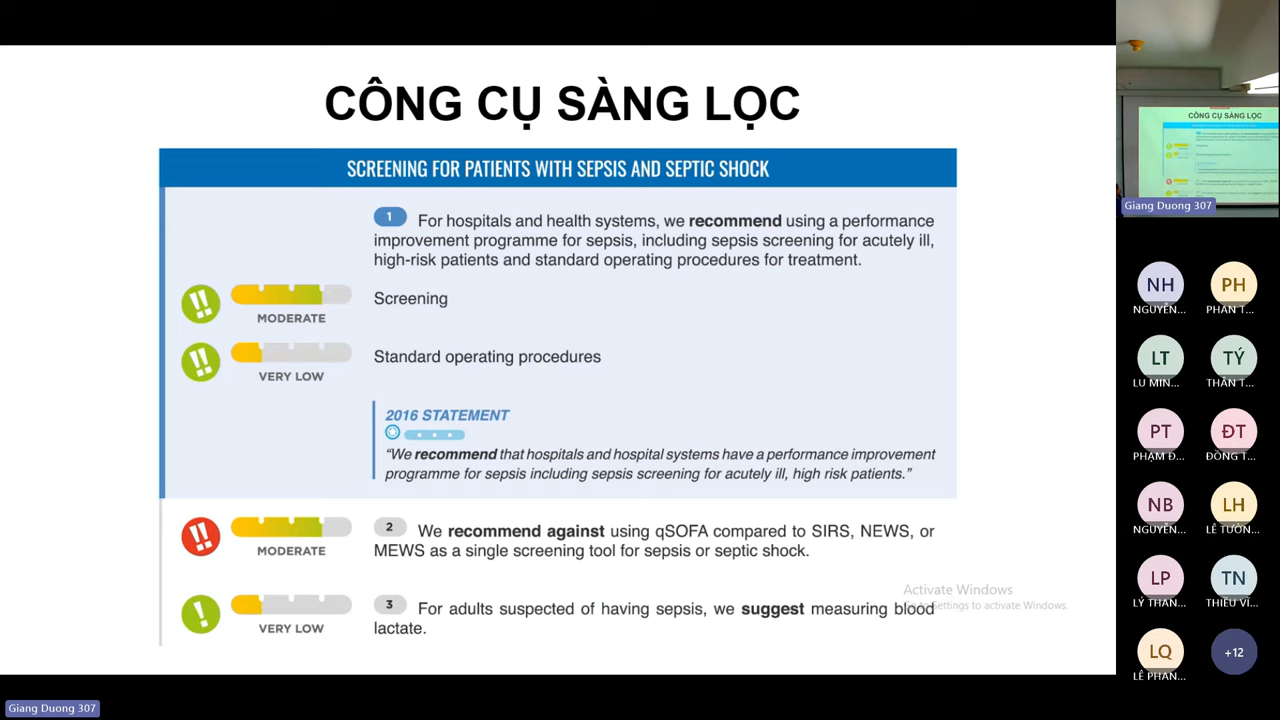 CÔNG CỤ SÀNG LỌC
SCREENING FOR PATIENTS WITH SEPSIS AND SEPTIC SHOCK
1 For hospitals and health systems, we recommend using a performance
improvement programme for sepsis, including sepsis screening for acutely ill,
high-risk patients and standard operating procedures for treatment.
!! MODERATE Screening
!! VERY LOW Standard operating procedures
2016 STATEMENT
“We recommend that hospitals and hospital systems have a performance improvement
programme for sepsis including sepsis screening for acutely ill, high risk patients.”
!! MODERATE 2 We recommend against using qSOFA compared to SIRS, NEWS, or
MEWS as a single screening tool for sepsis or septic shock.
! VERY LOW 3 For adults suspected of having sepsis, we suggest measuring blood
lactate.
Activate Windows
Settings to activate Windows.
Giang Duong 307
CÔNG CỤ SÀNG LỌC
Giang Duong 307
NH PH
NGUYỄN... PHAN T...
LT TÝ
LU MIN... THÂN T...
PT ĐT
PHẠM Đ... ĐỒNG T...
NB LH
NGUYỄN... LÊ TƯỜN...
LP TN
LÝ THAN... THIỀU VĨ...
LQ +12
LÊ PHAN...